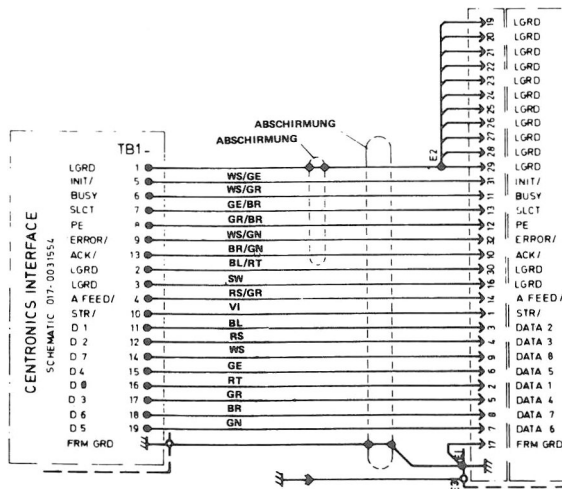 19 LGRD
20 LGRD
21 LGRD
22 LGRD
23 LGRD
24 LGRD
25 LGRD
26 LGRD
27 LGRD
28 LGRD
ABSCHIRMUNG
ABSCHIRMUNG
E2
TB1-
LGRD 1 29 LGRD
INIT/ 5 WS/GE 31 INIT/
BUSY 6 WS/GR 11 BUSY
SLCT 7 GE/BR 13 SLCT
PE 8 GR/BR 12 PE
ERROR/ 9 WS/GN 32 ERROR/
ACK/ 13 BR/GN 10 ACK/
LGRD 2 BL/RT 30 LGRD
LGRD 3 SW 16 LGRD
A FEED/ 4 RS/GR 14 A FEED/
STR/ 10 VI 1 STR/
D 1 11 BL 3 DATA 2
D 2 12 RS 4 DATA 3
D 7 14 WS 9 DATA 8
D 4 15 GE 6 DATA 5
D 0 16 RT 2 DATA 1
D 3 17 GR 5 DATA 4
D 6 18 BR 8 DATA 7
D 5 19 GN 7 DATA 6
FRM GRD 17 FRM GRD
CENTRONICS INTERFACE
SCHEMATIC 017-0031554
E1
E3